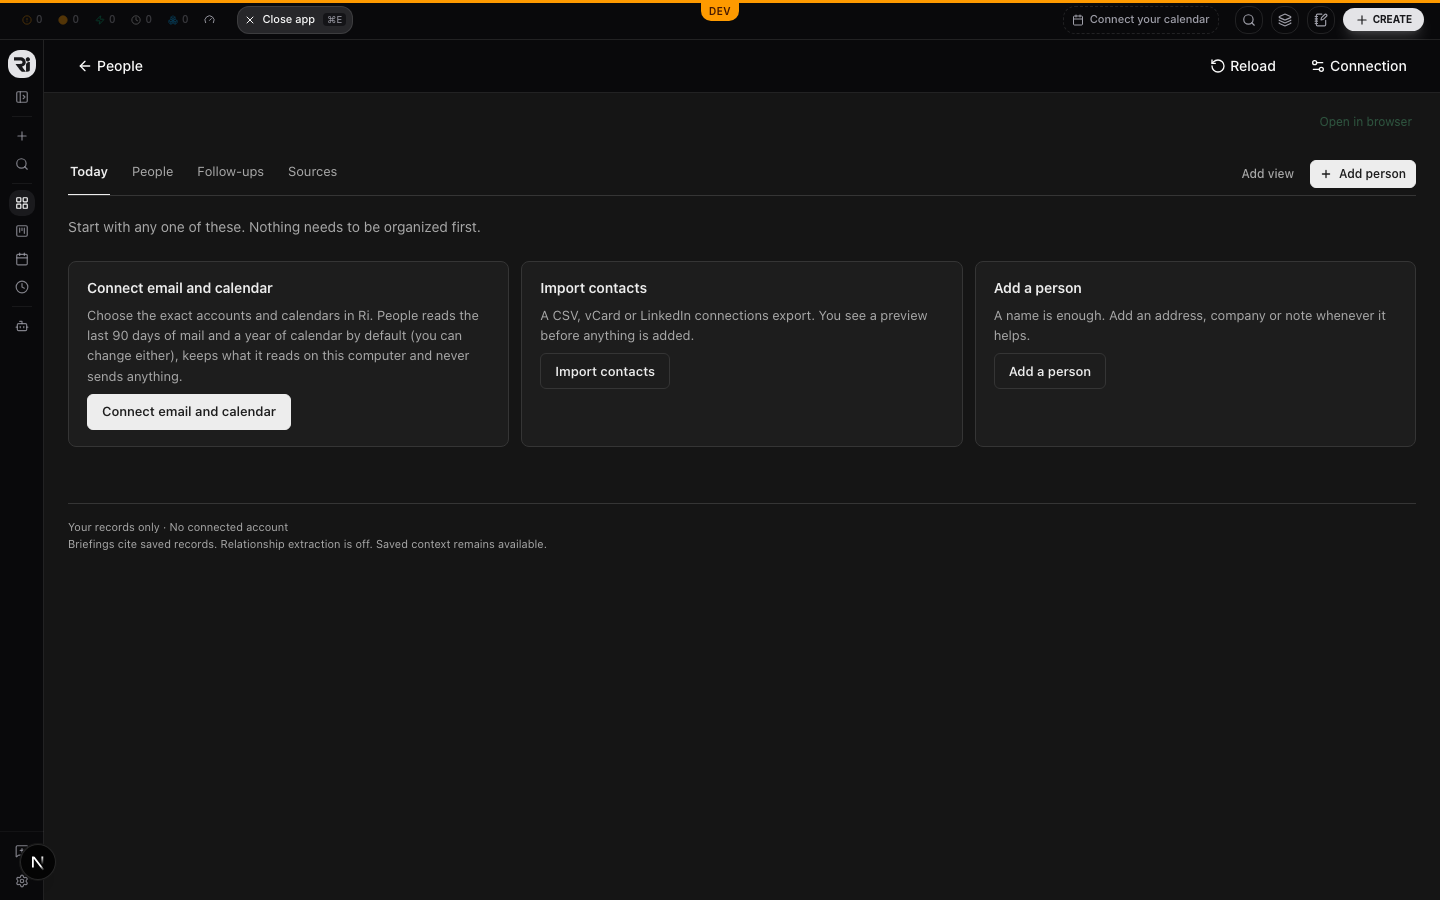 DEV
0 0 0 0 0
Close app ⌘E
Connect your calendar
CREATE
Ri
People
Reload
Connection
Open in browser
Today
People
Follow-ups
Sources
Add view
Add person
Start with any one of these. Nothing needs to be organized first.
Connect email and calendar
Choose the exact accounts and calendars in Ri. People reads the
last 90 days of mail and a year of calendar by default (you can
change either), keeps what it reads on this computer and never
sends anything.
Connect email and calendar
Import contacts
A CSV, vCard or LinkedIn connections export. You see a preview
before anything is added.
Import contacts
Add a person
A name is enough. Add an address, company or note whenever it
helps.
Add a person
Your records only · No connected account
Briefings cite saved records. Relationship extraction is off. Saved context remains available.
N